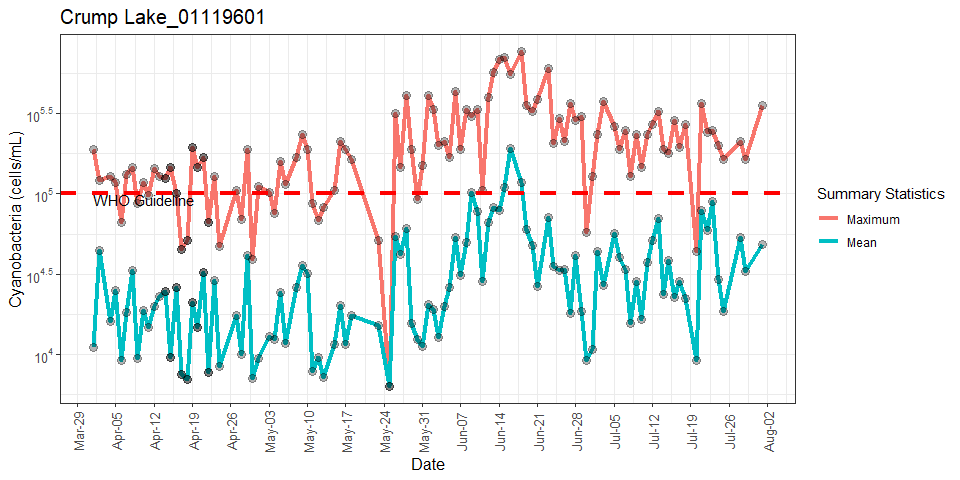 Crump Lake_01119601
Cyanobacteria (cells/mL)
10^5.5
10^5
10^4.5
10^4
WHO Guideline
Mar-29
Apr-05
Apr-12
Apr-19
Apr-26
May-03
May-10
May-17
May-24
May-31
Jun-07
Jun-14
Jun-21
Jun-28
Jul-05
Jul-12
Jul-19
Jul-26
Aug-02
Date
Summary Statistics
Maximum
Mean